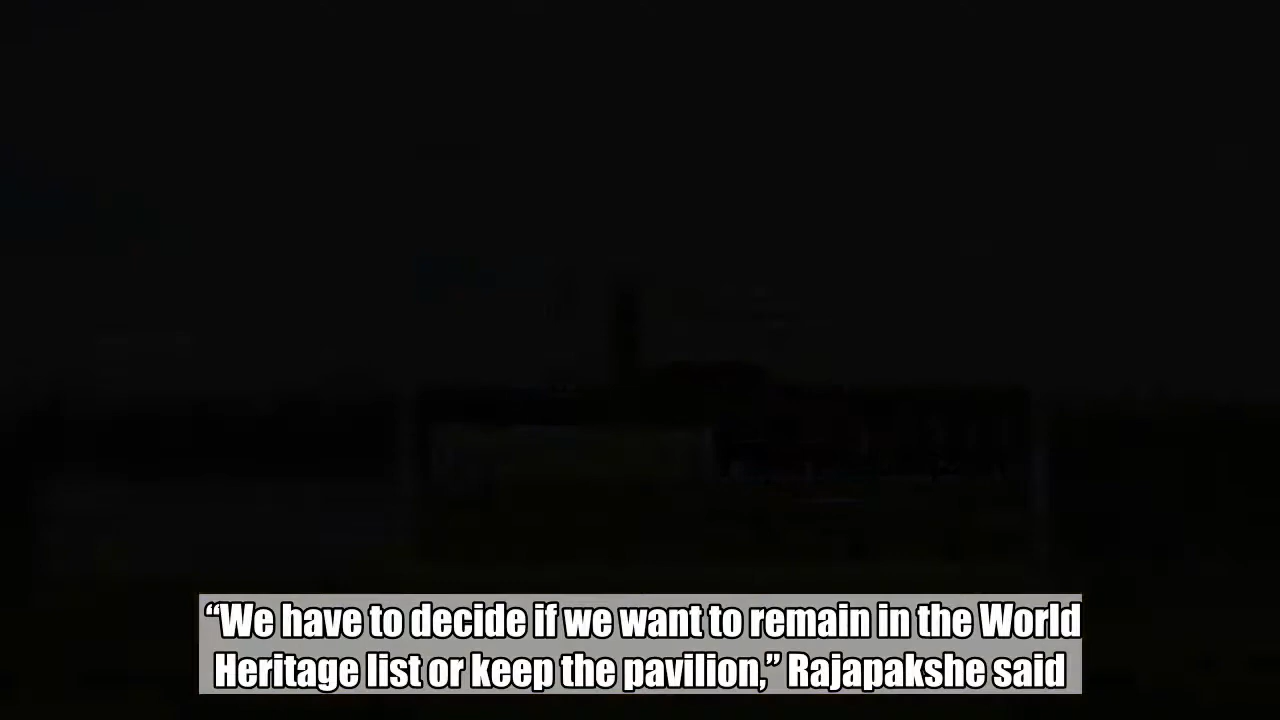 “We have to decide if we want to remain in the World
Heritage list or keep the pavilion,” Rajapakshe said